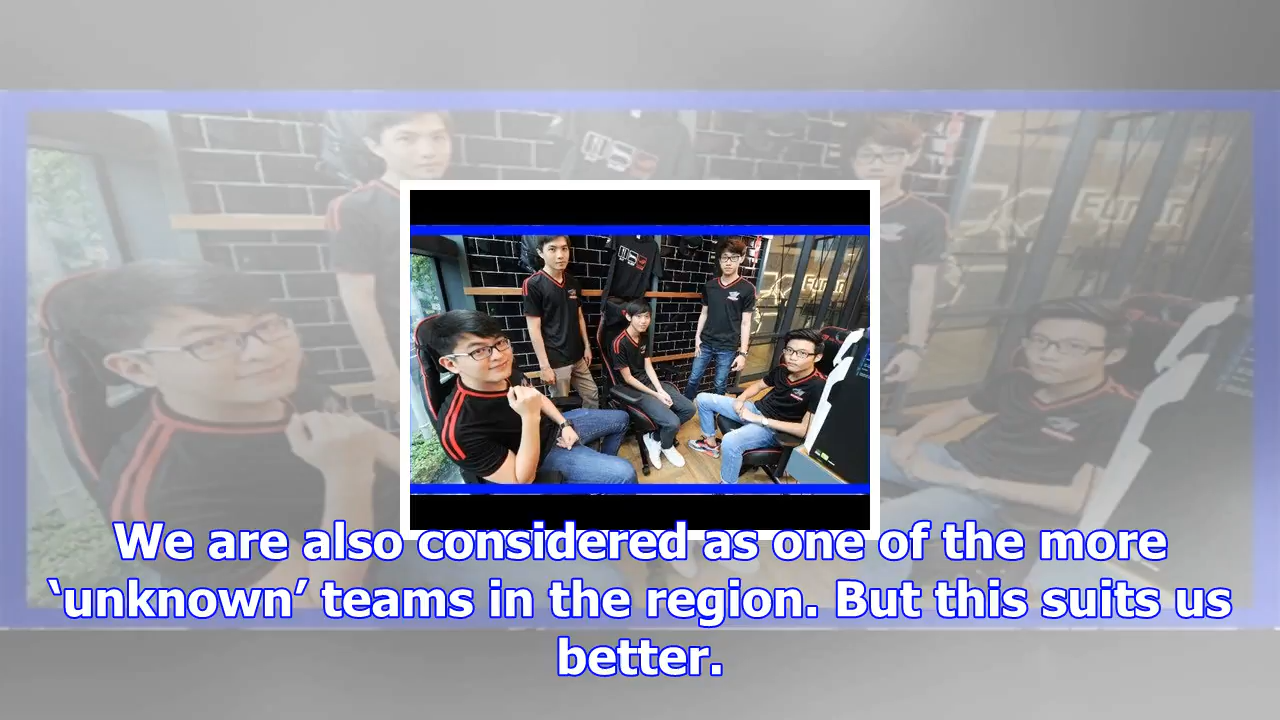 We are also considered as one of the more
‘unknown’ teams in the region. But this suits us
better.